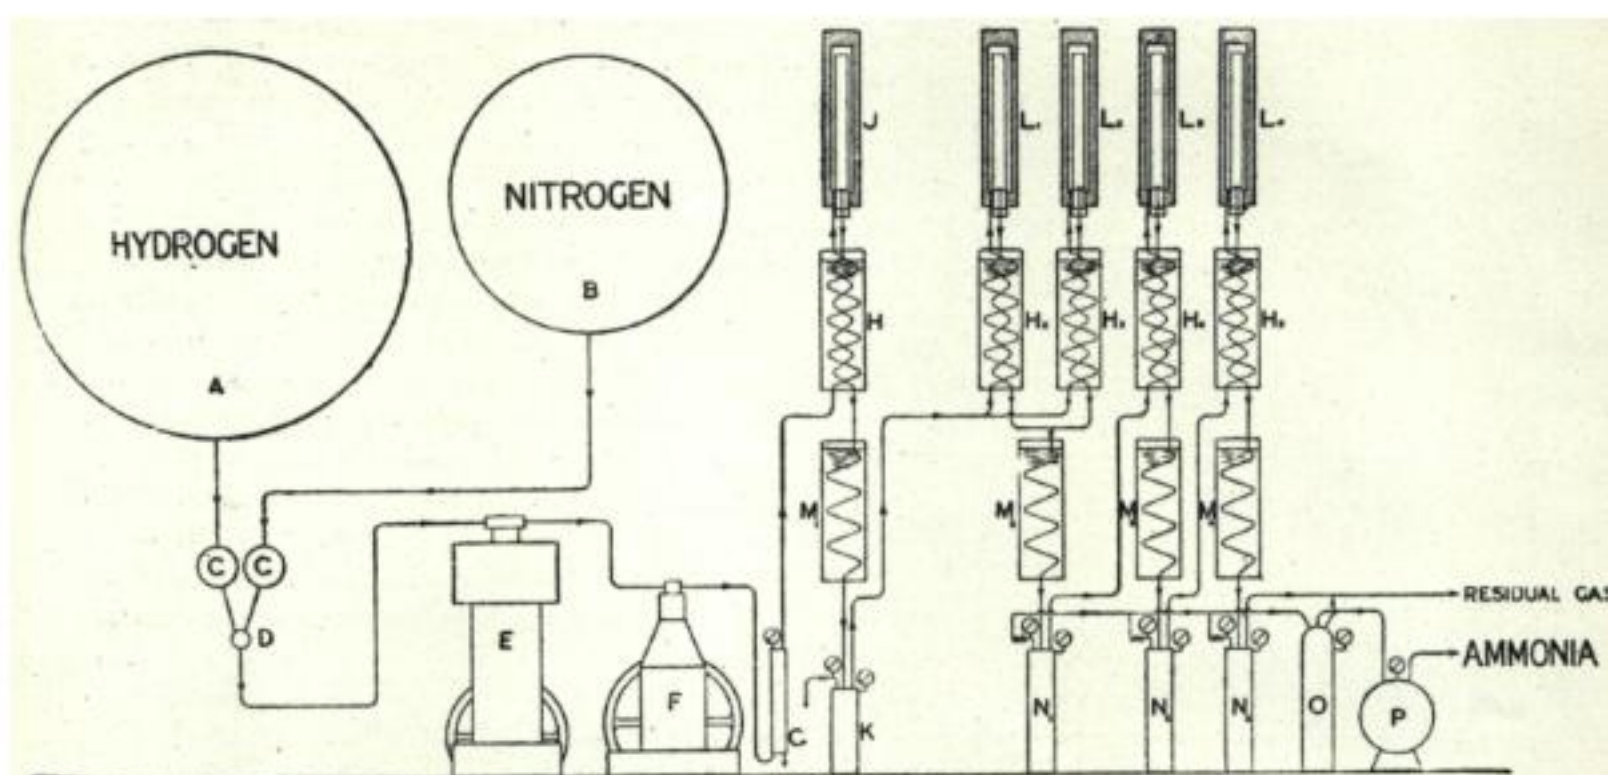 HYDROGEN
A
NITROGEN
B
C
C
D
E
F
C
J
H
M
K
L
L
L
L
H
H
H
H
M
M
M
N
N
N
O
P
RESIDUAL GAS
AMMONIA